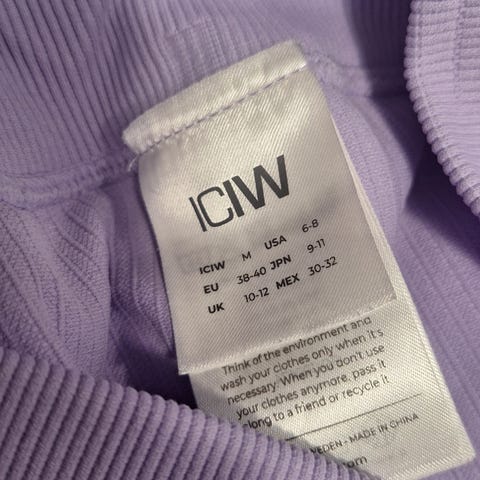 ICIW
ICIW M USA 6-8
EU 38-40 JPN 9-11
UK 10-12 MEX 30-32
Think of the environment and
wash your clothes only when it's
necessary. When you don't use
your clothes anymore, pass it
along to a friend or recycle it
- MADE IN CHINA